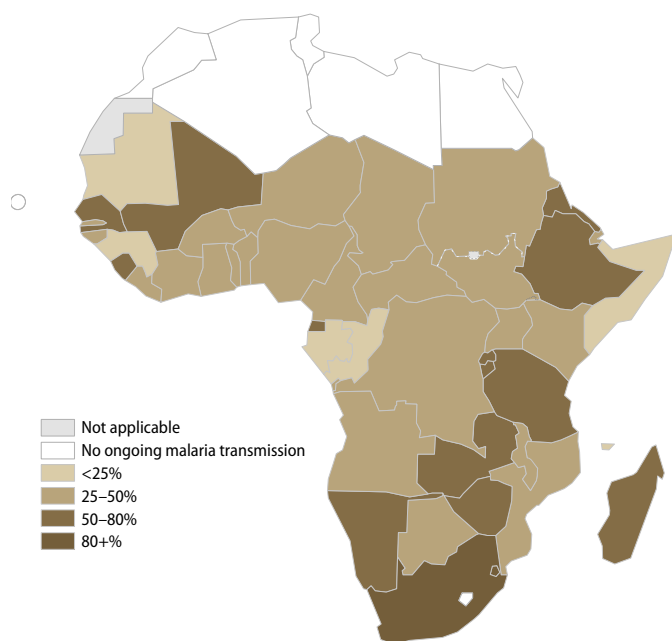 Not applicable
No ongoing malaria transmission
<25%
25–50%
50–80%
80+%